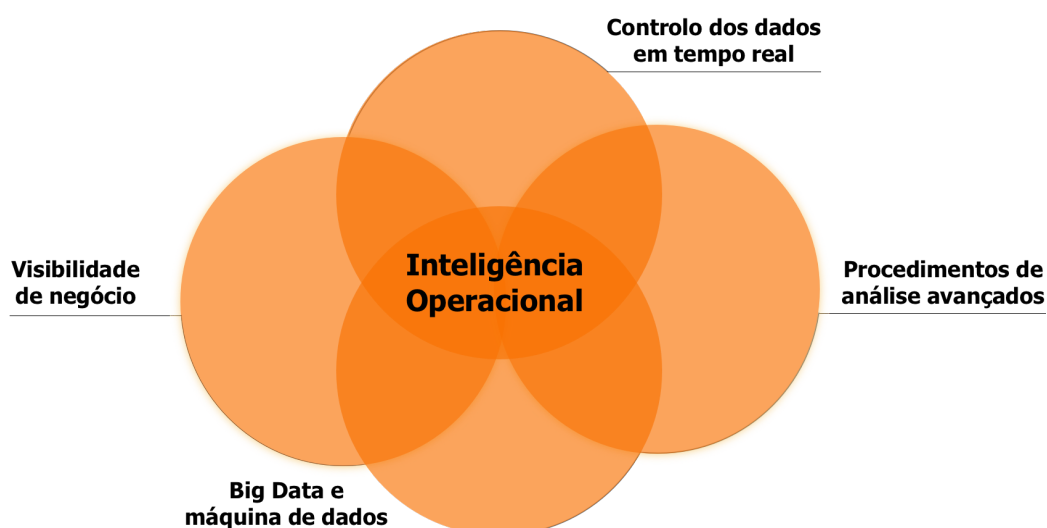 Controlo dos dados
em tempo real
Visibilidade
de negócio
Inteligência
Operacional
Procedimentos de
análise avançados
Big Data e
máquina de dados